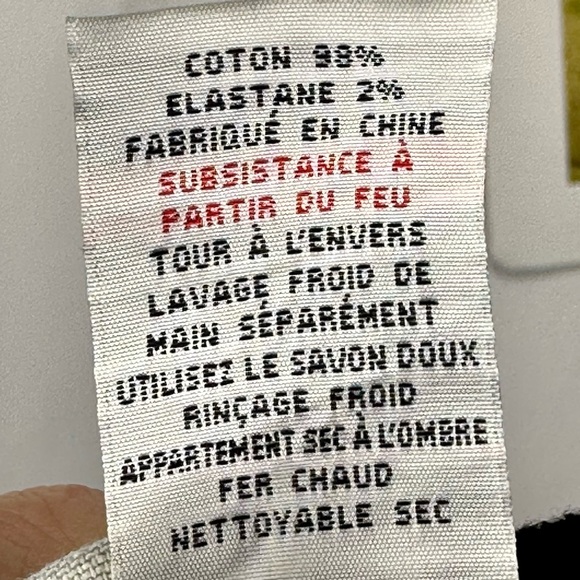 COTON 98%
ELASTANE 2%
FABRIQUÉ EN CHINE
SUBSISTANCE À
PARTIR DU FEU
TOUR À L'ENVERS
LAVAGE FROID DE
MAIN SÉPARÉMENT
UTILISEZ LE SAVON DOUX
RINÇAGE FROID
APPARTEMENT SEC À L'OMBRE
FER CHAUD
NETTOYABLE SEC